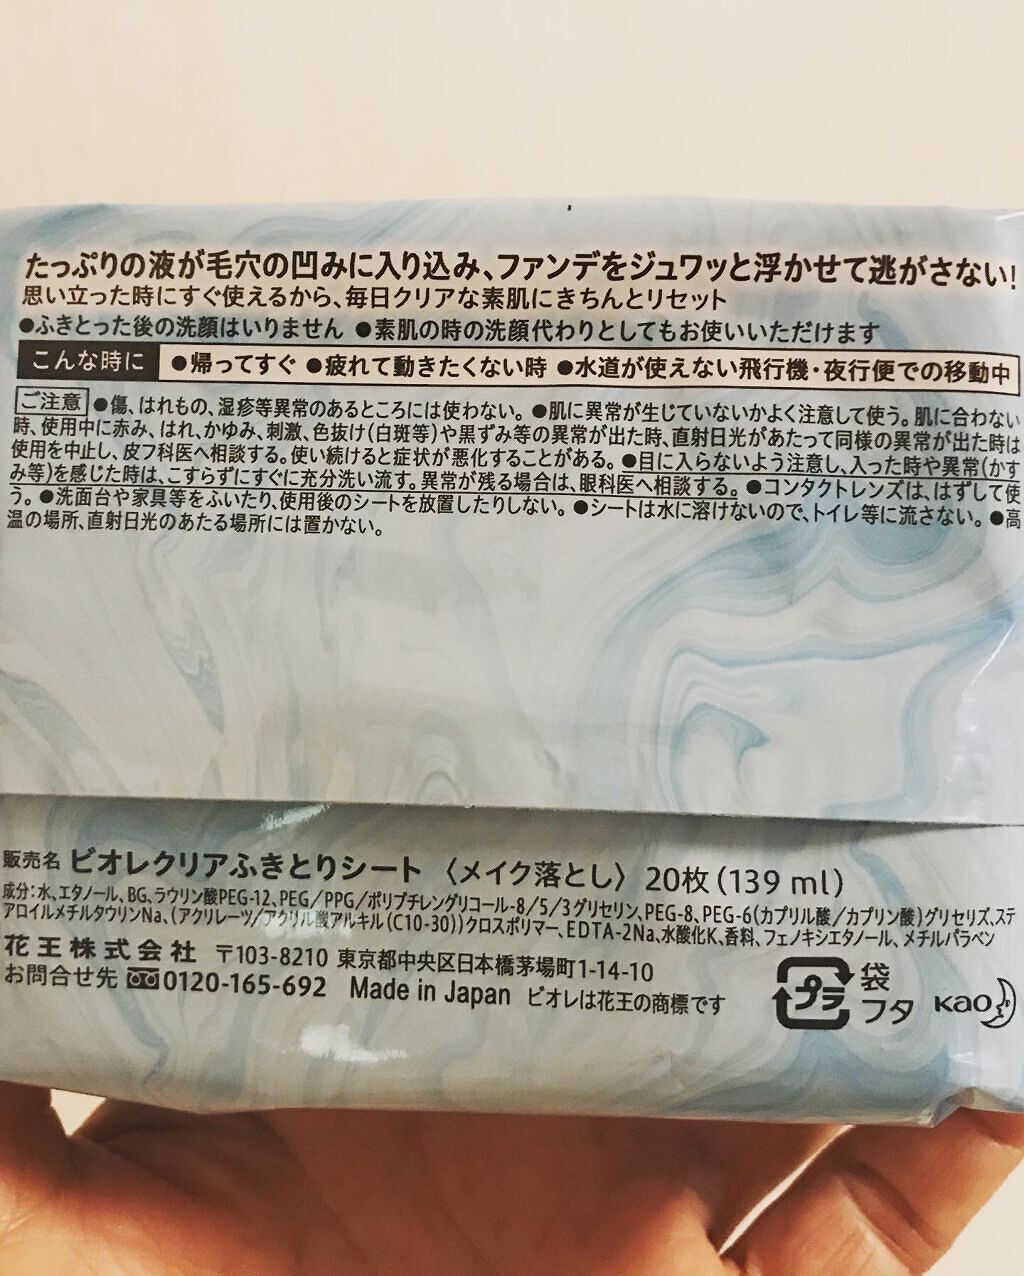 たっぷりの液が毛穴の凹みに入り込み、ファンデをジュワッと浮かせて逃がさない!
思い立った時にすぐ使えるから、毎日クリアな素肌にきちんとリセット
●ふきとった後の洗顔はいりません ●素肌の時の洗顔代わりとしてもお使いいただけます
こんな時に ●帰ってすぐ ●疲れて動きたくない時 ●水道が使えない飛行機・夜行便での移動中
ご注意 ●傷、はれもの、湿疹等異常のあるところには使わない。●肌に異常が生じていないかよく注意して使う。肌に合わない
時、使用中に赤み、はれ、かゆみ、刺激、色抜け(白斑等)や黒ずみ等の異常が出た時、直射日光があたって同様の異常が出た時は
使用を中止し、皮フ科医へ相談する。使い続けると症状が悪化することがある。●目に入らないよう注意し、入った時や異常(かす
み等)を感じた時は、こすらずにすぐに充分洗い流す。異常が残る場合は、眼科医へ相談する。●コンタクトレンズは、はずして使
う。●洗面台や家具等をふいたり、使用後のシートを放置したりしない。●シートは水に溶けないので、トイレ等に流さない。●高
温の場所、直射日光のあたる場所には置かない。
販売名 ビオレクリアふきとりシート 〈メイク落とし〉 20枚(139 ml)
成分:水、エタノール、BG、ラウリン酸PEG-12、PEG/PPG/ポリブチレングリコール-8/5/3グリセリン、PEG-8、PEG-6(カプリル酸/カプリン酸)グリセリズ、ステ
アロイルメチルタウリンNa、(アクリレーツ/アクリル酸アルキル(C10-30))クロスポリマー、EDTA-2Na、水酸化K、香料、フェノキシエタノール、メチルパラベン
花王株式会社 〒103-8210 東京都中央区日本橋茅場町1-14-10
お問合せ先 0120-165-692 Made in Japan ビオレは花王の商標です
プラ 袋
フタ
Kao